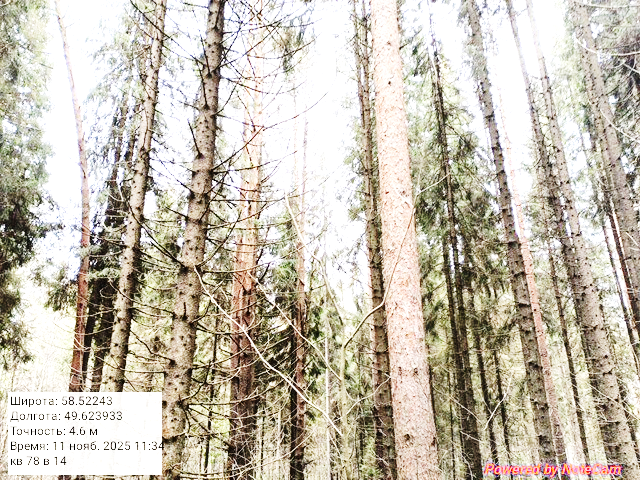 Широта: 58.52243
Долгота: 49.623933
Точность: 4.6 м
Время: 11 нояб. 2025 11:34
кв 78 в 14
Powered by NoteCam